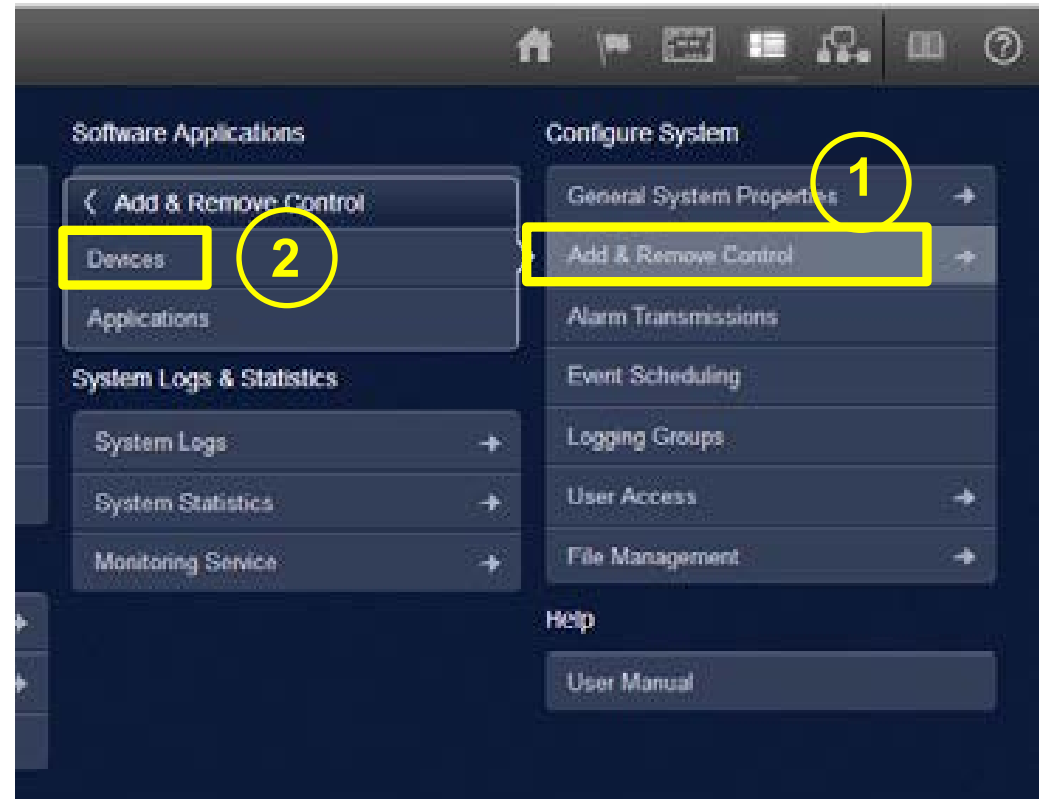 Software Applications
< Add & Remove Control
Devices
2
Applications
System Logs & Statistics
System Logs
System Statistics
Monitoring Service
Configure System
1
General System Properties
Add & Remove Control
Alarm Transmissions
Event Scheduling
Logging Groups
User Access
File Management
Help
User Manual